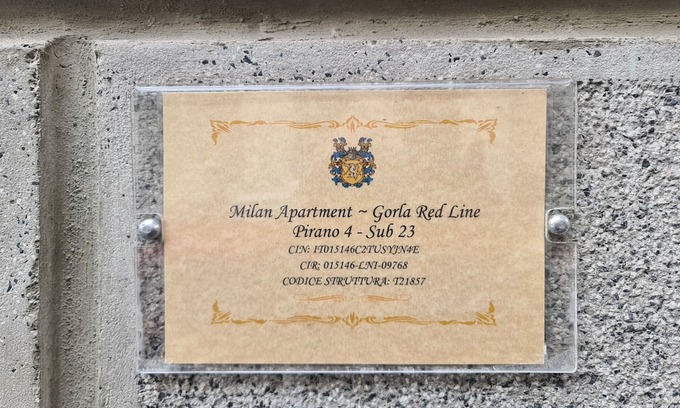 Milan Apartment ~ Gorla Red Line
Pirano 4 - Sub 23
CIN: IT015146C2TUSYJN4E
CIR: 015146-LNI-09768
CODICE STRUTTURA: T21857